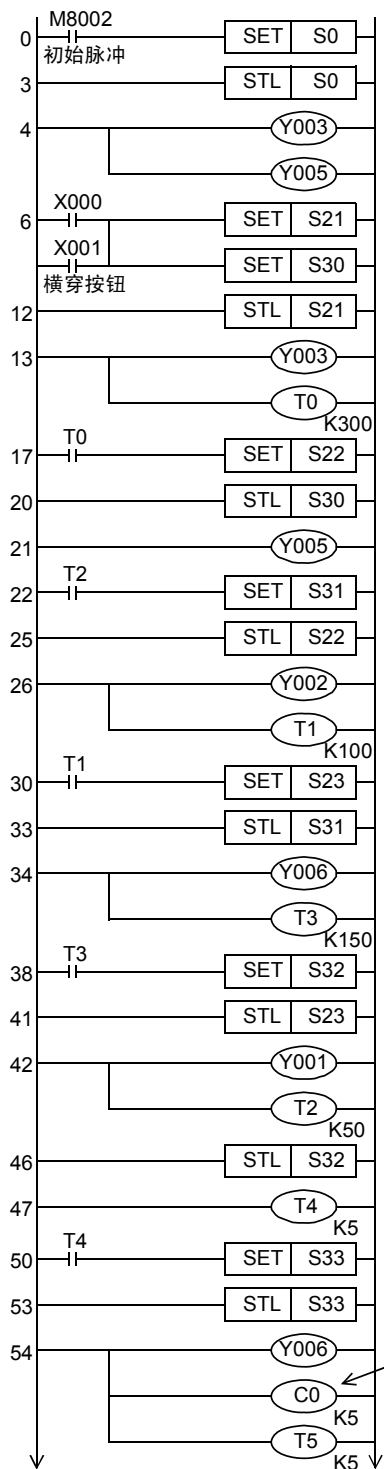 M8002
0 SET S0
初始脉冲
3 STL S0
4 Y003
Y005
X000
6 SET S21
X001
SET S30
横穿按钮
12 STL S21
13 Y003
T0
K300
T0
17 SET S22
20 STL S30
21 Y005
T2
22 SET S31
25 STL S22
26 Y002
T1
K100
T1
30 SET S23
33 STL S31
34 Y006
T3
K150
T3
38 SET S32
41 STL S23
42 Y001
T2
K50
46 STL S32
47 T4
K5
T4
50 SET S33
53 STL S33
54 Y006
C0
K5
T5
K5